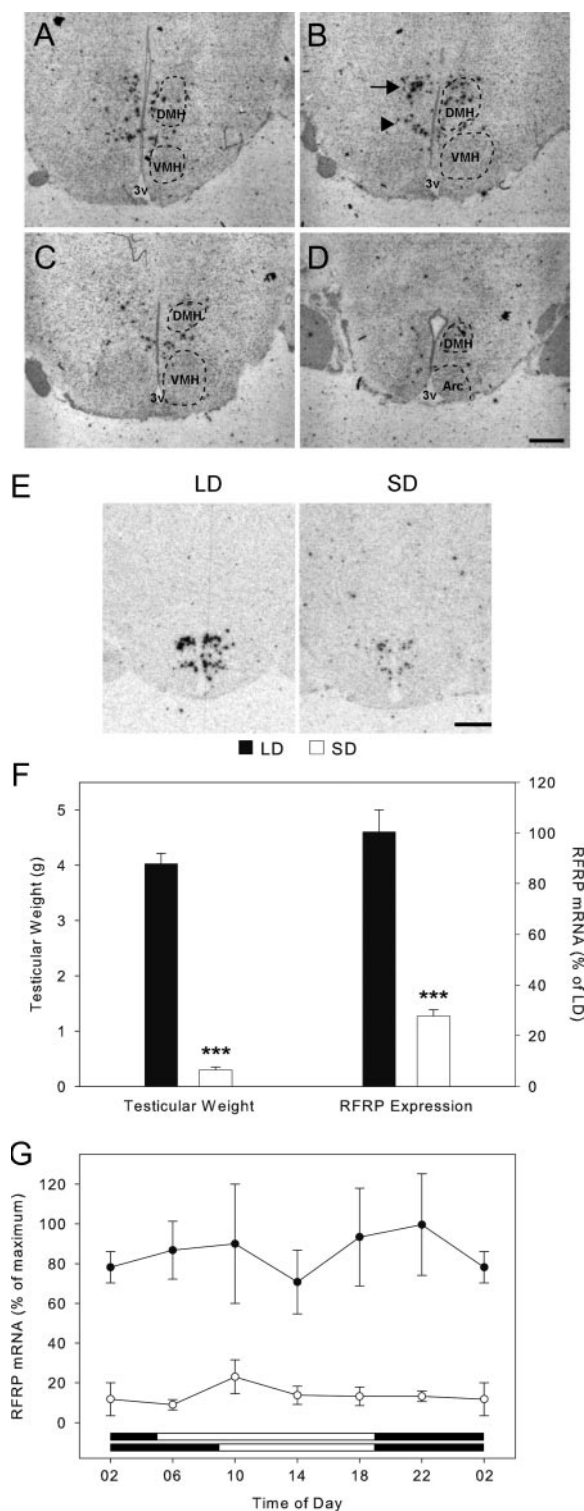 A
DMH
VMH
3v
B
DMH
VMH
3v
C
DMH
VMH
3v
D
DMH
Arc
3v
E
LD SD
LD SD
F
Testicular Weight (g)
5
4
3
2
1
0
***
***
120
100
80
60
40
20
0
RFRP mRNA (% of LD)
Testicular Weight RFRP Expression
G
RFRP mRNA (% of maximum)
120
100
80
60
40
20
0
02 06 10 14 18 22 02
Time of Day